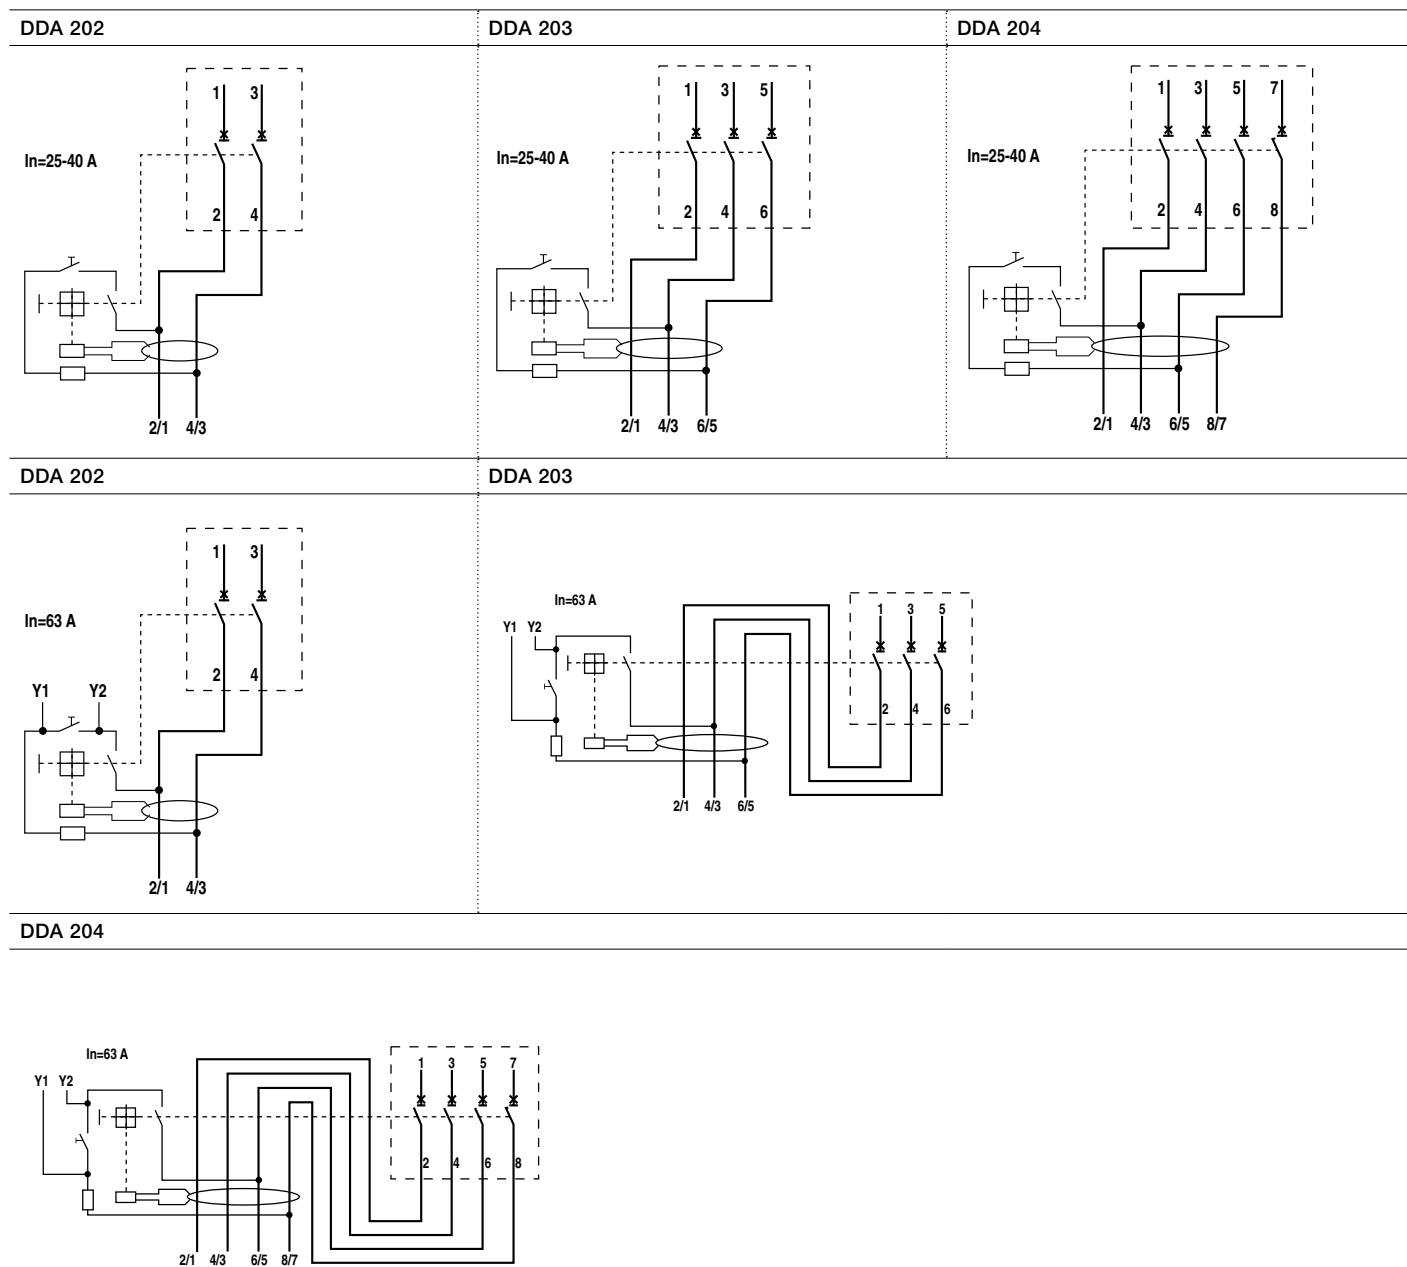 DDA 202
DDA 203
DDA 204
1 3
In=25-40 A
2 4
2/1 4/3
1 3 5
In=25-40 A
2 4 6
2/1 4/3 6/5
1 3 5 7
In=25-40 A
2 4 6 8
2/1 4/3 6/5 8/7
DDA 202
DDA 203
1 3
In=63 A
2 4
Y1 Y2
2/1 4/3
In=63 A
Y1 Y2
1 3 5
2 4 6
2/1 4/3 6/5
DDA 204
In=63 A
Y1 Y2
1 3 5 7
2 4 6 8
2/1 4/3 6/5 8/7